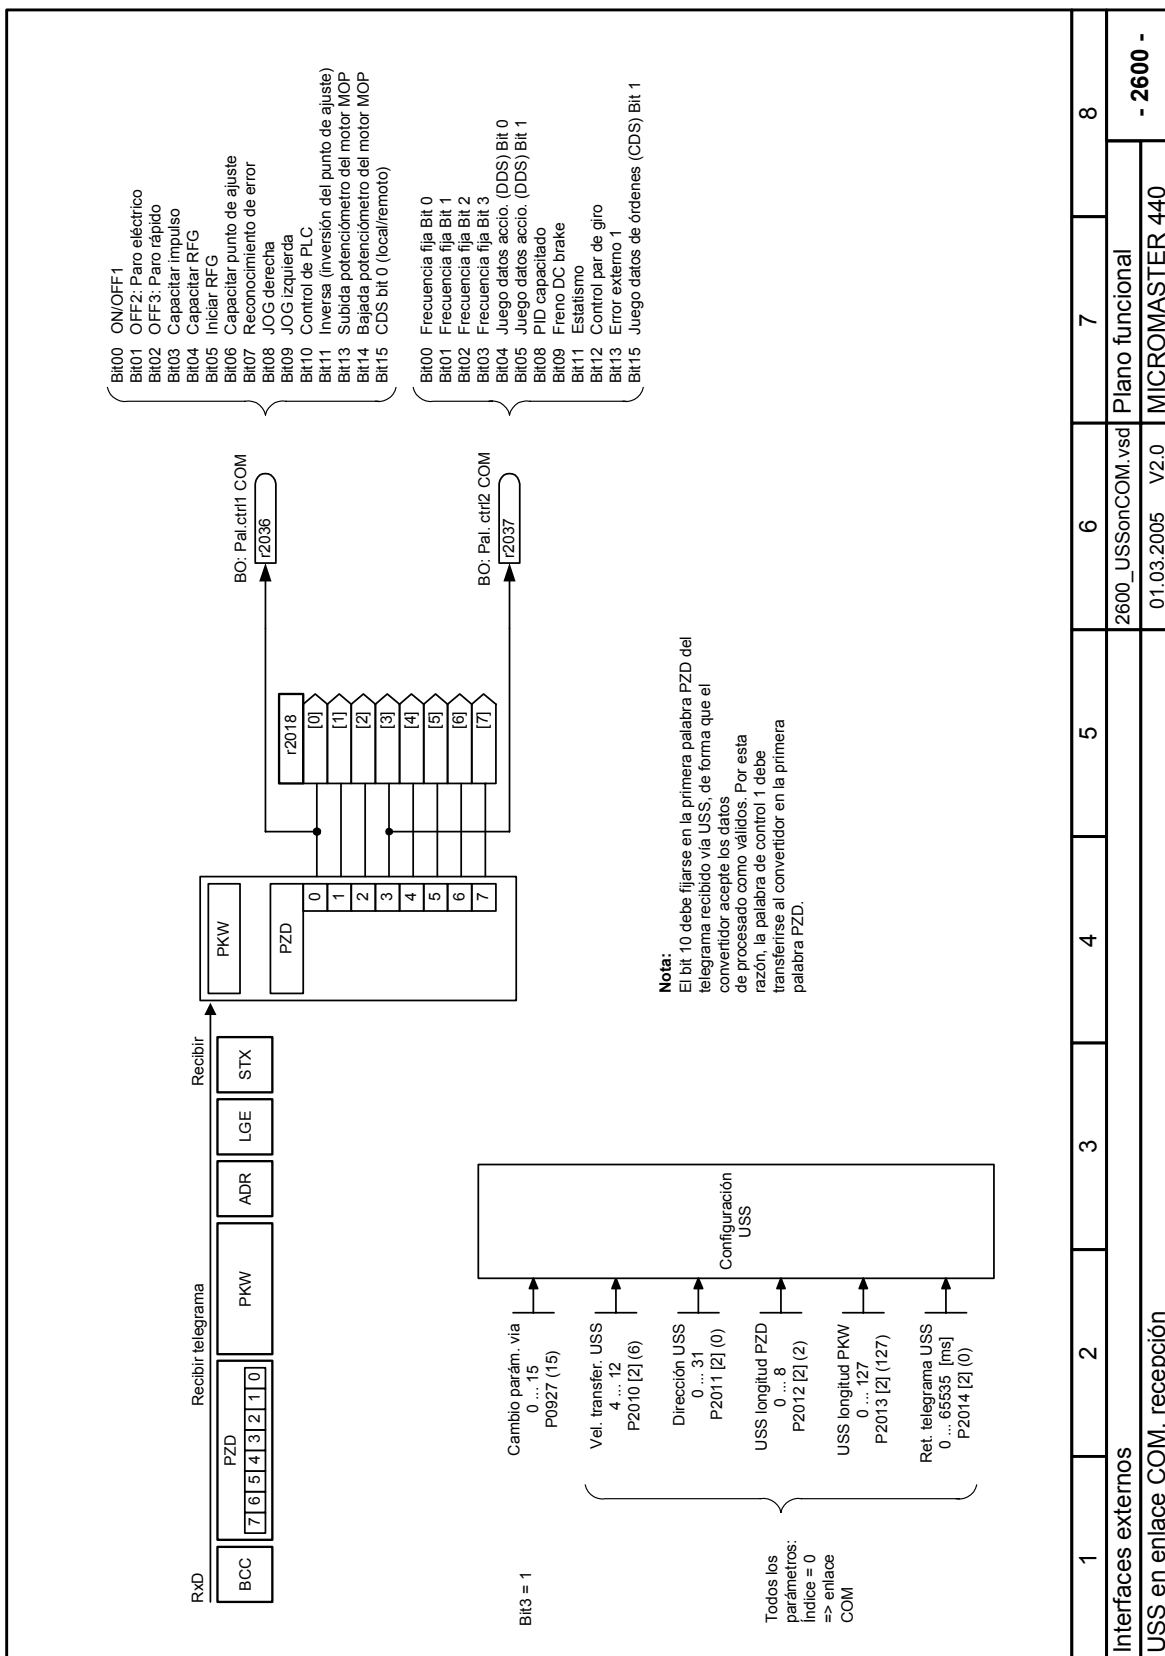 RxD
Recibir telegrama
Recibir
BCC
PZD
7 6 5 4 3 2 1 0
PKW
ADR
LGE
STX
PKW
PZD
0
1
2
3
4
5
6
7
r2018
[0]
[1]
[2]
[3]
[4]
[5]
[6]
[7]
BO: Pal.ctrl1 COM
r2036
BO: Pal. ctrl2 COM
r2037
Bit00 ON/OFF1
Bit01 OFF2: Paro eléctrico
Bit02 OFF3: Paro rápido
Bit03 Capacitar impulso
Bit04 Capacitar RFG
Bit05 Iniciar RFG
Bit06 Capacitar punto de ajuste
Bit07 Reconocimiento de error
Bit08 JOG derecha
Bit09 JOG izquierda
Bit10 Control de PLC
Bit11 Inversa (inversión del punto de ajuste)
Bit13 Subida potenciómetro del motor MOP
Bit14 Bajada potenciómetro del motor MOP
Bit15 CDS bit 0 (local/remoto)
Bit00 Frecuencia fija Bit 0
Bit01 Frecuencia fija Bit 1
Bit02 Frecuencia fija Bit 2
Bit03 Frecuencia fija Bit 3
Bit04 Juego datos accio. (DDS) Bit 0
Bit05 Juego datos accio. (DDS) Bit 1
Bit08 PID capacitado
Bit09 Freno DC brake
Bit11 Estatismo
Bit12 Control par de giro
Bit13 Error externo 1
Bit15 Juego datos de órdenes (CDS) Bit 1
Bit3 = 1
Cambio parám. via
0 ... 15
P0927 (15)
Vel. transfer. USS
4 ... 12
P2010 [2] (6)
Dirección USS
0 ... 31
P2011 [2] (0)
USS longitud PZD
0 ... 8
P2012 [2] (2)
USS longitud PKW
0 ... 127
P2013 [2] (127)
Ret. telegrama USS
0 ... 65535 [ms]
P2014 [2] (0)
Todos los
parámetros:
Índice = 0
=> enlace
COM
Configuración
USS
Nota:
El bit 10 debe fijarse en la primera palabra PZD del
telegrama recibido vía USS, de forma que el
convertidor acepte los datos
de procesado como válidos. Por esta
razón, la palabra de control 1 debe
transferirse al convertidor en la primera
palabra PZD.
1 2 3 4 5 6 7 8
Interfaces externos
2600_USSonCOM.vsd
Plano funcional
- 2600 -
USS en enlace COM, recepción
01.03.2005 V2.0
MICROMASTER 440